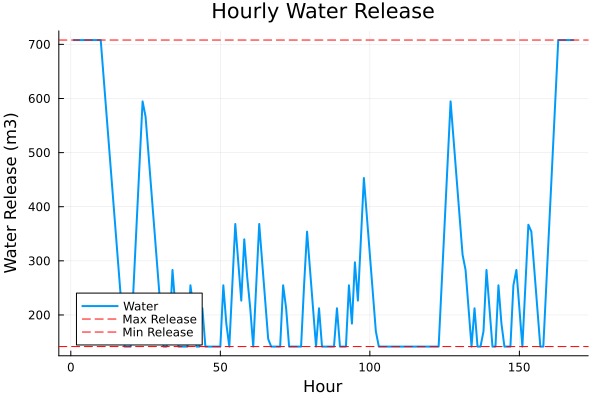 Hourly Water Release
Water Release (m3)
700
600
500
400
300
200
Water
Max Release
Min Release
0
50
100
150
Hour